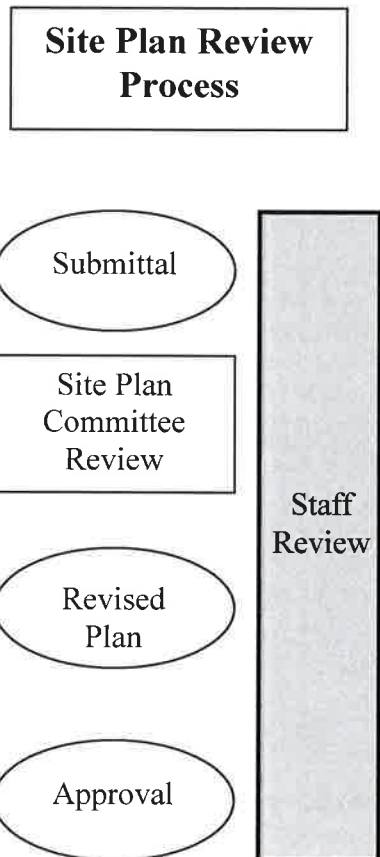 Site Plan Review
Process
Submittal
Site Plan
Committee
Review
Staff
Review
Revised
Plan
Approval